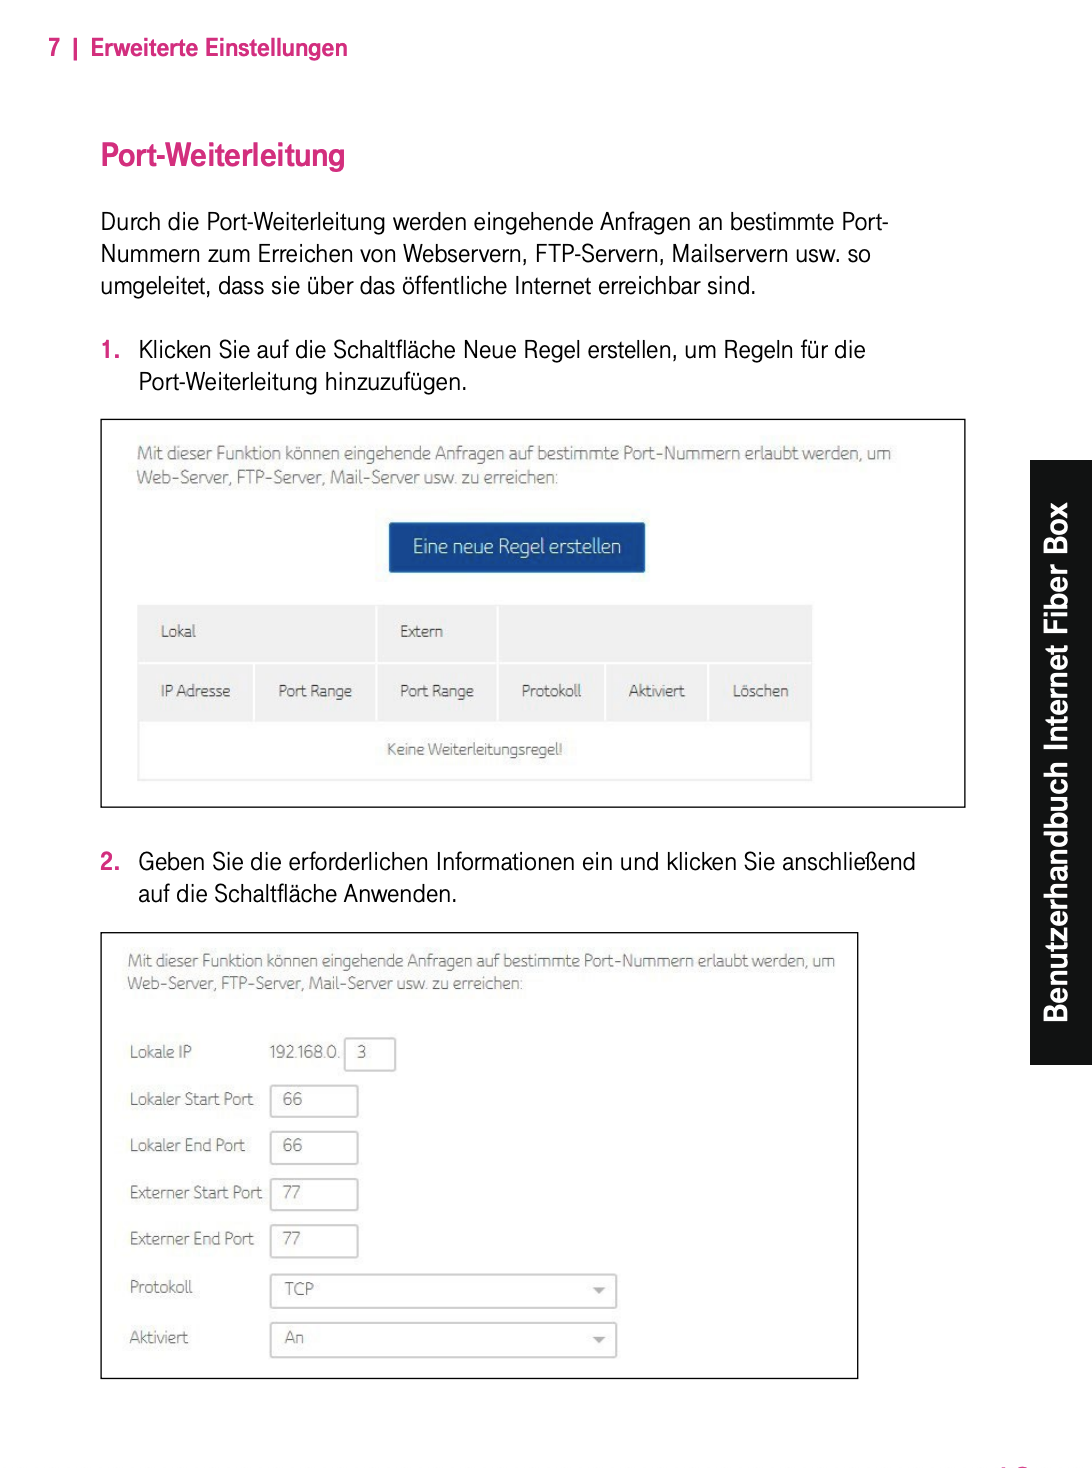 7 | Erweiterte Einstellungen
Port-Weiterleitung
Durch die Port-Weiterleitung werden eingehende Anfragen an bestimmte Port-
Nummern zum Erreichen von Webservern, FTP-Servern, Mailservern usw. so
umgeleitet, dass sie über das öffentliche Internet erreichbar sind.
1. Klicken Sie auf die Schaltfläche Neue Regel erstellen, um Regeln für die
Port-Weiterleitung hinzuzufügen.
Mit dieser Funktion können eingehende Anfragen auf bestimmte Port-Nummern erlaubt werden, um
Web-Server, FTP-Server, Mail-Server usw. zu erreichen:
Eine neue Regel erstellen
Lokal Extern
IP Adresse Port Range Port Range Protokoll Aktiviert Löschen
Keine Weiterleitungsregel!
2. Geben Sie die erforderlichen Informationen ein und klicken Sie anschließend
auf die Schaltfläche Anwenden.
Mit dieser Funktion können eingehende Anfragen auf bestimmte Port-Nummern erlaubt werden, um
Web-Server, FTP-Server, Mail-Server usw. zu erreichen:
Lokale IP 192.168.0. 3
Lokaler Start Port 66
Lokaler End Port 66
Externer Start Port 77
Externer End Port 77
Protokoll TCP
Aktiviert An
Benutzerhandbuch Internet Fiber Box